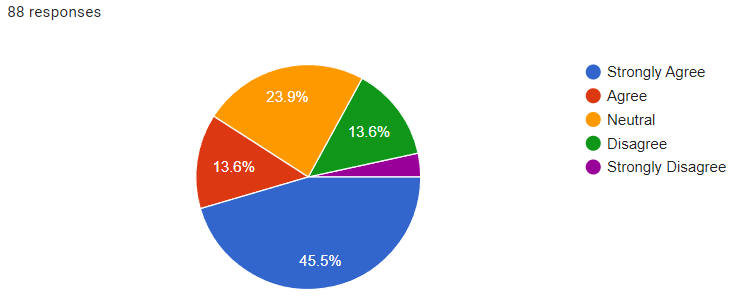 88 responses
23.9%
13.6%
13.6%
45.5%
Strongly Agree
Agree
Neutral
Disagree
Strongly Disagree